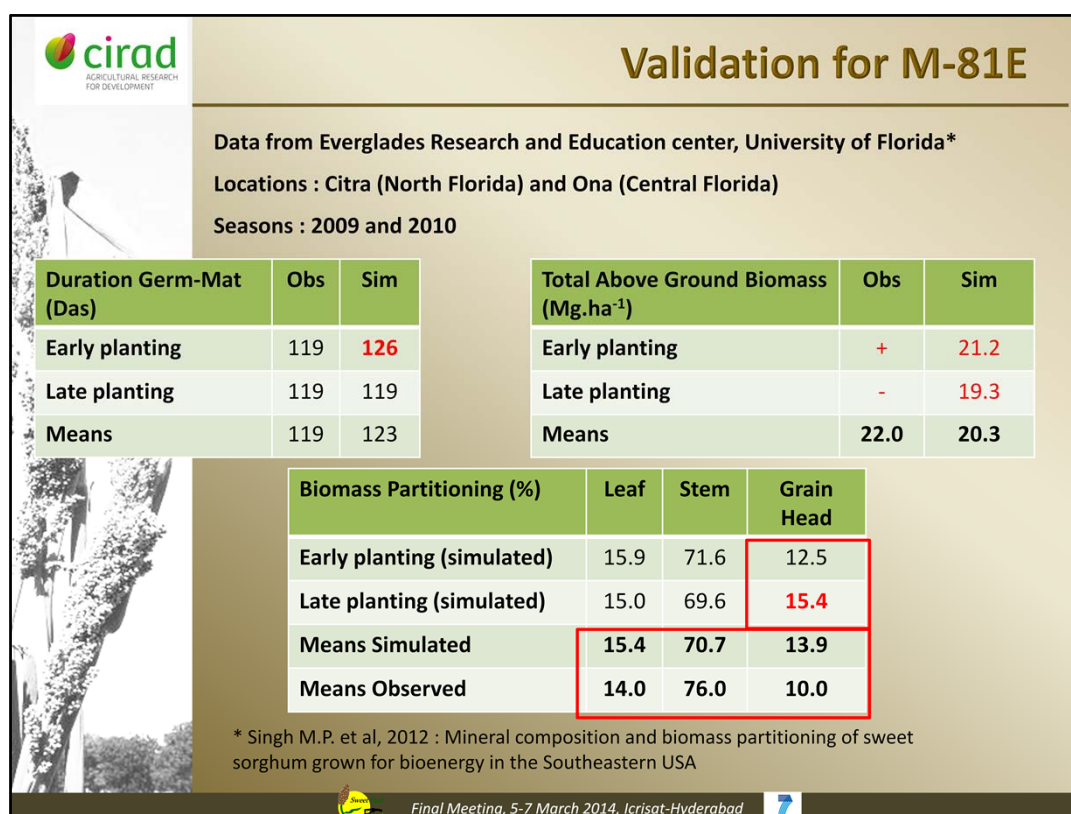 cirad
AGRICULTURAL RESEARCH
FOR DEVELOPMENT
Validation for M-81E
Data from Everglades Research and Education center, University of Florida*
Locations : Citra (North Florida) and Ona (Central Florida)
Seasons : 2009 and 2010
Duration Germ-Mat (Das) Obs Sim
Early planting 119 126
Late planting 119 119
Means 119 123
Total Above Ground Biomass (Mg.ha-1) Obs Sim
Early planting + 21.2
Late planting - 19.3
Means 22.0 20.3
Biomass Partitioning (%) Leaf Stem Grain Head
Early planting (simulated) 15.9 71.6 12.5
Late planting (simulated) 15.0 69.6 15.4
Means Simulated 15.4 70.7 13.9
Means Observed 14.0 76.0 10.0
* Singh M.P. et al, 2012 : Mineral composition and biomass partitioning of sweet
sorghum grown for bioenergy in the Southeastern USA
Sweet
Final Meeting, 5-7 March 2014, Icrisat-Hyderabad
7